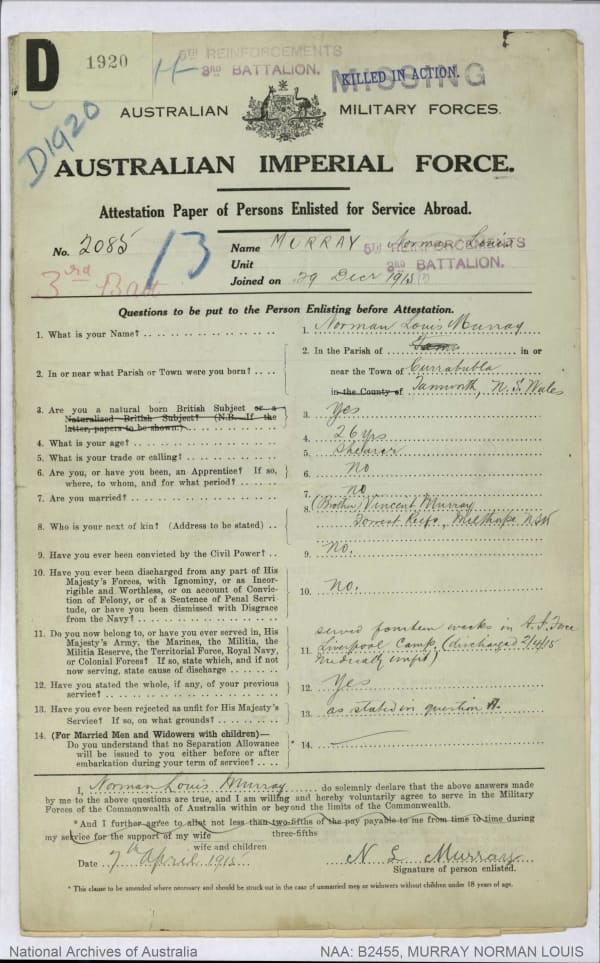 D 1920
5TH REINFORCEMENTS
3RD BATTALION.
MISSING
KILLED IN ACTION.
D1920
AUSTRALIAN MILITARY FORCES.
AUSTRALIAN IMPERIAL FORCE.
Attestation Paper of Persons Enlisted for Service Abroad.
No. 2085
13
3rd Batt
Name MURRAY Norman Louis
5TH REINFORCEMENTS
Unit 3RD BATTALION.
Joined on 29 Decr 1915
Questions to be put to the Person Enlisting before Attestation.
1. What is your Name? 1. Norman Louis Murray
2. In or near what Parish or Town were you born? 2. In the Parish of in or
near the Town of Currabubla
in the County of Tamworth, N. S. Wales
3. Are you a natural born British Subject or a 3. Yes
Naturalized British Subject? (N.B. If the
latter, papers to be shown.)
4. What is your age? 4. 26 yrs
5. What is your trade or calling? 5. Shearer
6. Are you, or have you been, an Apprentice? If so, 6. No
where, to whom, and for what period?
7. Are you married? 7. No
8. Who is your next of kin? (Address to be stated) 8. (Brother) Vincent Murray
Forrest Reefs, Millthorpe, NSW
9. Have you ever been convicted by the Civil Power? 9. No.
10. Have you ever been discharged from any part of His 10. No.
Majesty's Forces, with Ignominy, or as Incor-
rigible and Worthless, or on account of Convic-
tion of Felony, or of a Sentence of Penal Servi-
tude, or have you been dismissed with Disgrace
from the Navy?
11. Do you now belong to, or have you ever served, in His
Majesty's Army, the Marines, the Militia, the
Militia Reserve, the Territorial Force, Royal Navy,
or Colonial Forces? If so, state which, and if not
now serving, state cause of discharge
11. served fourteen weeks in A. I. Force
Liverpool Camp (discharged 2/4/15
Medically unfit)
12. Have you stated the whole, if any, of your previous 12. Yes
service?
13. Have you ever been rejected as unfit for His Majesty's 13. as stated in question 11.
Service? If so, on what grounds?
14. (For Married Men and Widowers with children)— * 14.
Do you understand that no Separation Allowance
will be issued to you either before or after
embarkation during your term of service?
I, Norman Louis Murray do solemnly declare that the above answers made
by me to the above questions are true, and I am willing and hereby voluntarily agree to serve in the Military
Forces of the Commonwealth of Australia within or beyond the limits of the Commonwealth.
*And I further agree to allot not less than two-fifths of the pay payable to me from time to time during
three-fifths
my service for the support of my wife
wife and children
Date 7th April 1915 N L Murray
Signature of person enlisted.
* This clause to be amended where necessary and should be struck out in the case of unmarried men or widowers without children under 18 years of age.
National Archives of Australia NAA: B2455, MURRAY NORMAN LOUIS